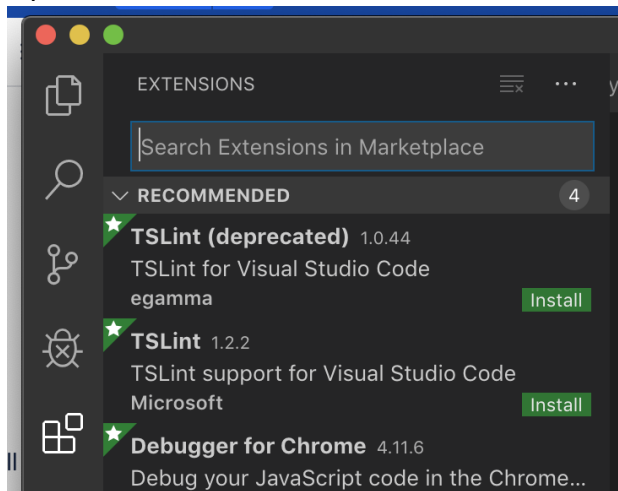 EXTENSIONS
Search Extensions in Marketplace
RECOMMENDED 4
TSLint (deprecated) 1.0.44
TSLint for Visual Studio Code
egamma Install
TSLint 1.2.2
TSLint support for Visual Studio Code
Microsoft Install
Debugger for Chrome 4.11.6
Debug your JavaScript code in the Chrome...